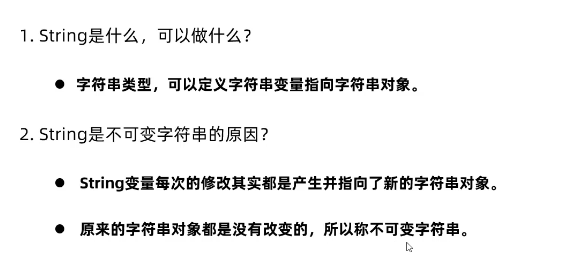 1. String是什么，可以做什么？
● 字符串类型，可以定义字符串变量指向字符串对象。
2. String是不可变字符串的原因？
● String变量每次的修改其实都是产生并指向了新的字符串对象。
● 原来的字符串对象都是没有改变的，所以称不可变字符串。